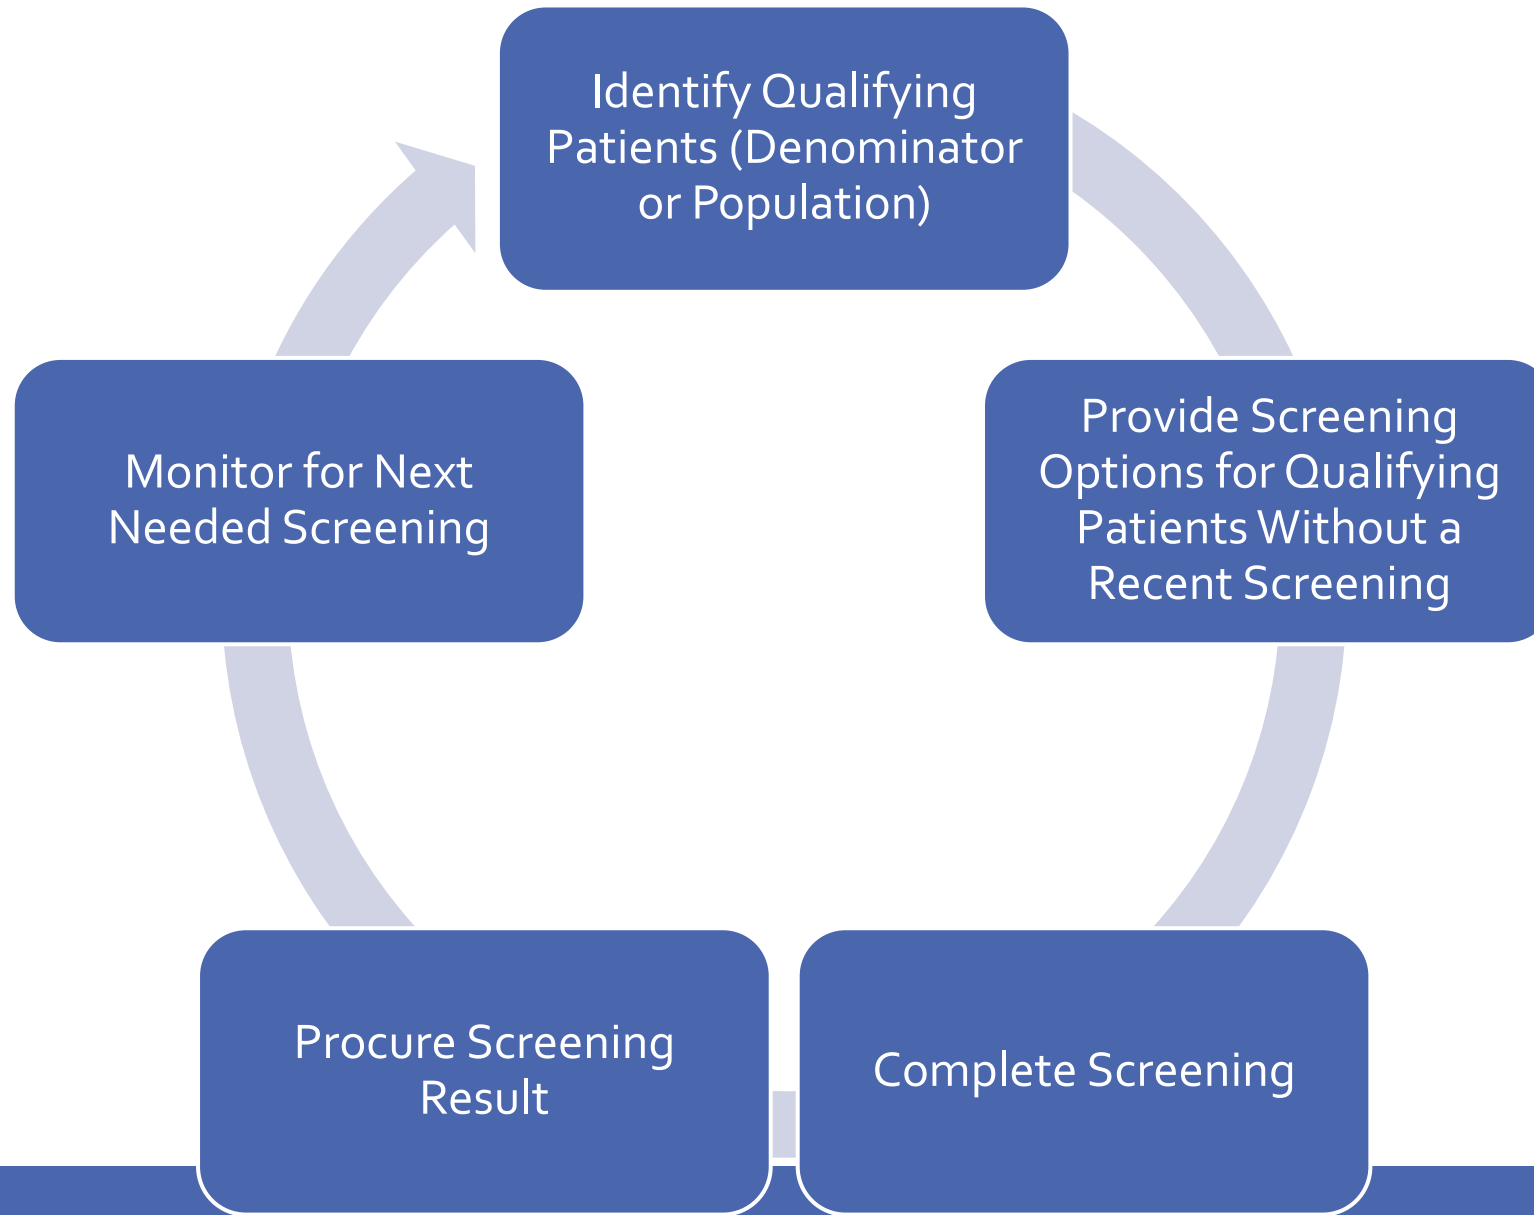 Identify Qualifying
Patients (Denominator
or Population)
Provide Screening
Options for Qualifying
Patients Without a
Recent Screening
Complete Screening
Procure Screening
Result
Monitor for Next
Needed Screening